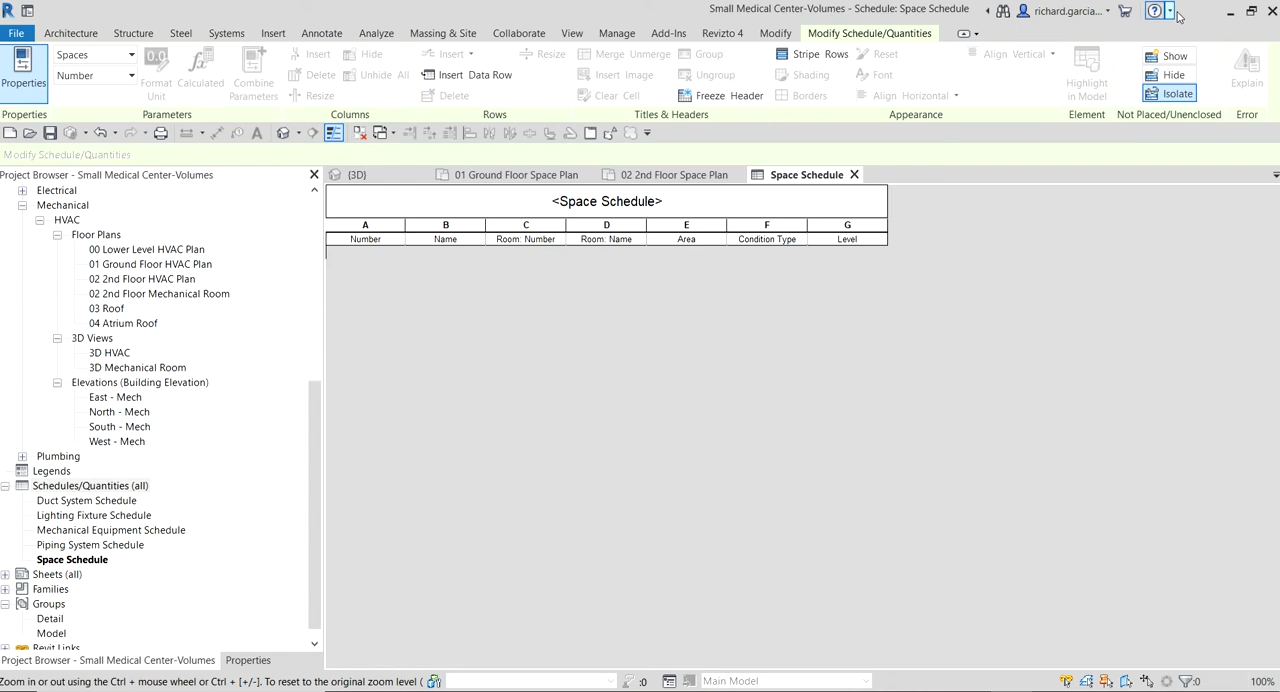 Small Medical Center-Volumes - Schedule: Space Schedule
richard.garcia...
File Architecture Structure Steel Systems Insert Annotate Analyze Massing & Site Collaborate View Manage Add-Ins Revizto 4 Modify Modify Schedule/Quantities
Spaces Insert Hide Insert Resize Merge Unmerge Group Stripe Rows Reset Align Vertical Show
Number Delete Unhide All Insert Data Row Insert Image Ungroup Shading Font Hide
Properties Format Unit Calculated Combine Parameters Resize Delete Clear Cell Freeze Header Borders Align Horizontal Highlight in Model Isolate Explain
Properties Parameters Columns Rows Titles & Headers Appearance Element Not Placed/Unenclosed Error
Modify Schedule/Quantities
Project Browser - Small Medical Center-Volumes
{3D} 01 Ground Floor Space Plan 02 2nd Floor Space Plan Space Schedule
Electrical
Mechanical
HVAC
Floor Plans
00 Lower Level HVAC Plan
01 Ground Floor HVAC Plan
02 2nd Floor HVAC Plan
02 2nd Floor Mechanical Room
03 Roof
04 Atrium Roof
3D Views
3D HVAC
3D Mechanical Room
Elevations (Building Elevation)
East - Mech
North - Mech
South - Mech
West - Mech
Plumbing
Legends
Schedules/Quantities (all)
Duct System Schedule
Lighting Fixture Schedule
Mechanical Equipment Schedule
Piping System Schedule
Space Schedule
Sheets (all)
Families
Groups
Detail
Model
Revit Links
<Space Schedule>
A B C D E F G
Number Name Room: Number Room: Name Area Condition Type Level
Project Browser - Small Medical Center-Volumes Properties
Zoom in or out using the Ctrl + mouse wheel or Ctrl + [+/-]. To reset to the original zoom level ( :0 Main Model :0 100%